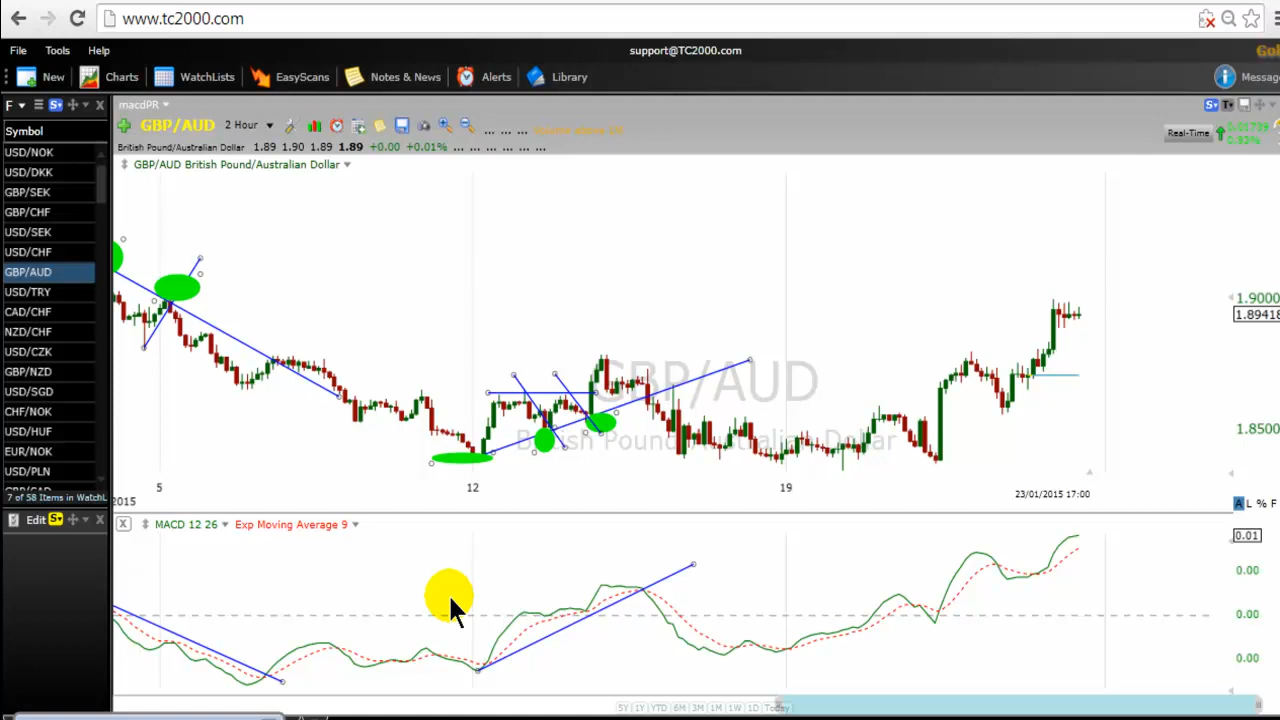 www.tc2000.com
File Tools Help support@TC2000.com
New Charts WatchLists EasyScans Notes & News Alerts Library
F S macdPR S T
Symbol GBP/AUD 2 Hour ... ... ... Real-Time
British Pound/Australian Dollar 1.89 1.90 1.89 1.89 +0.00 +0.01% ... ... ... ... ...
USD/NOK
GBP/AUD British Pound/Australian Dollar
USD/DKK
GBP/SEK
GBP/CHF
USD/SEK
USD/CHF
GBP/AUD
USD/TRY
CAD/CHF
NZD/CHF
USD/CZK
GBP/NZD
USD/SGD
CHF/NOK
USD/HUF
EUR/NOK
USD/PLN
7 of 58 Items in WatchL
1.9000
1.89418
GBP/AUD
1.8500
British Pound/Australian Dollar
5 12 19 23/01/2015 17:00
2015
A L % F
Edit S X MACD 12 26 Exp Moving Average 9
0.01
0.00
0.00
0.00
5Y 1Y YTD 6M 3M 1M 1W 1D Today